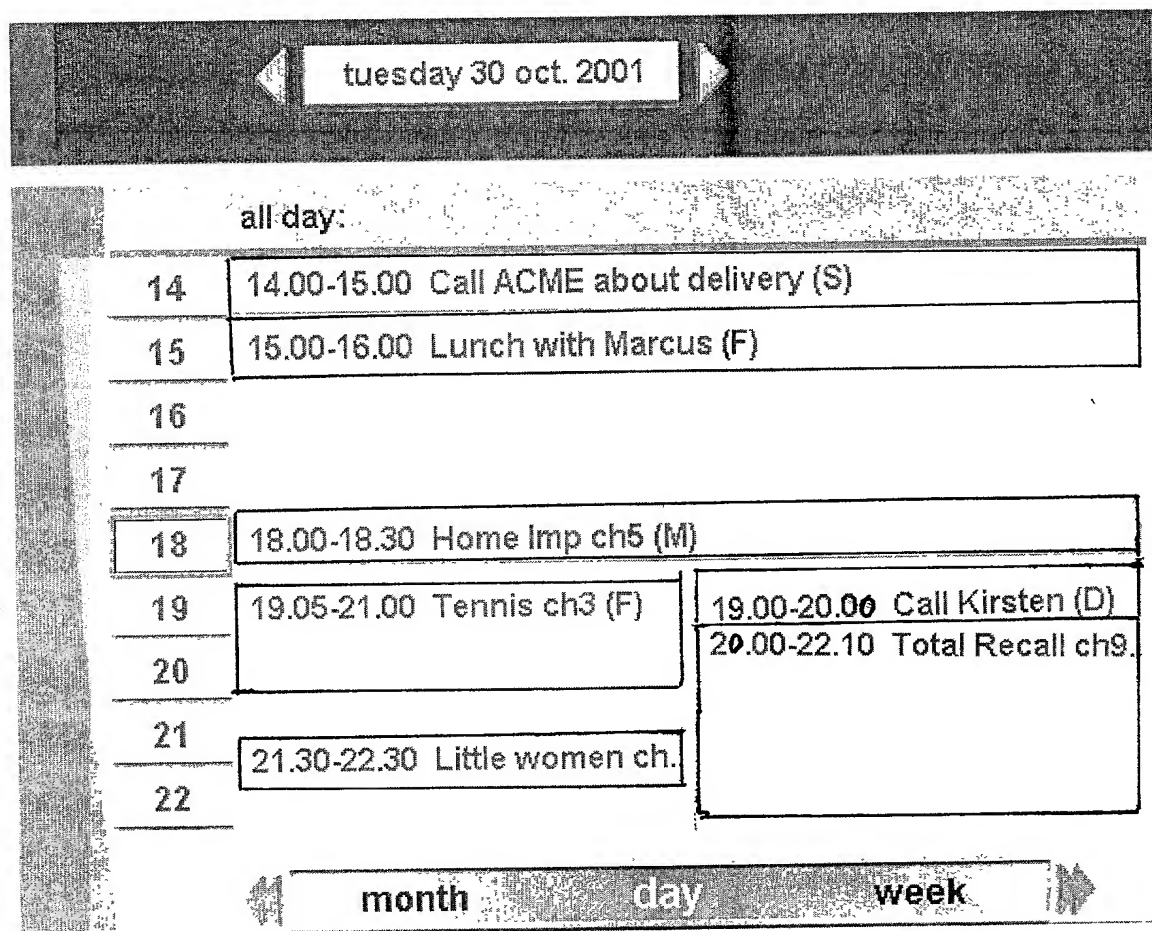 tuesday 30 oct. 2001
all day:
14 14.00-15.00 Call ACME about delivery (S)
15 15.00-16.00 Lunch with Marcus (F)
16
17
18 18.00-18.30 Home Imp ch5 (M)
19 19.05-21.00 Tennis ch3 (F) 19.00-20.00 Call Kirsten (D)
20 20.00-22.10 Total Recall ch9.
21 21.30-22.30 Little women ch.
22
month day week